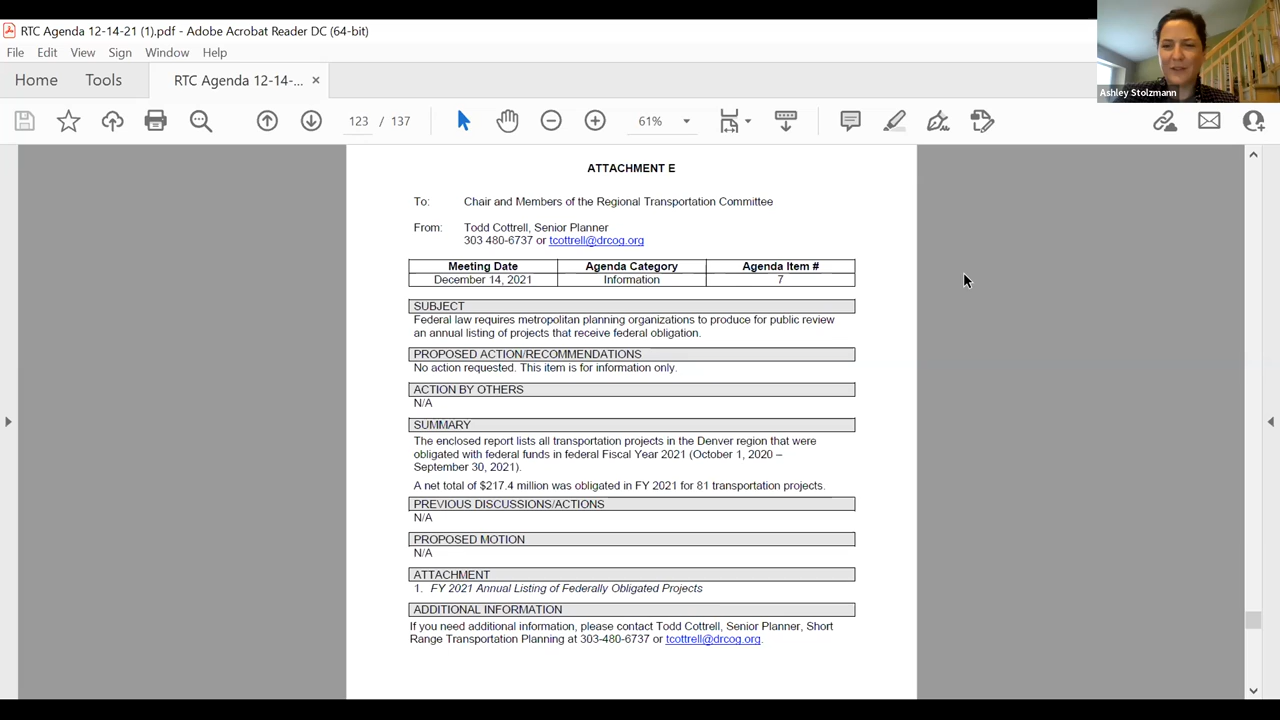 RTC Agenda 12-14-21 (1).pdf - Adobe Acrobat Reader DC (64-bit)
File Edit View Sign Window Help
Home Tools RTC Agenda 12-14-... ×
123 / 137 61%
Ashley Stolzmann
ATTACHMENT E
To: Chair and Members of the Regional Transportation Committee
From: Todd Cottrell, Senior Planner
303 480-6737 or tcottrell@drcog.org
Meeting Date Agenda Category Agenda Item #
December 14, 2021 Information 7
SUBJECT
Federal law requires metropolitan planning organizations to produce for public review
an annual listing of projects that receive federal obligation.
PROPOSED ACTION/RECOMMENDATIONS
No action requested. This item is for information only.
ACTION BY OTHERS
N/A
SUMMARY
The enclosed report lists all transportation projects in the Denver region that were
obligated with federal funds in federal Fiscal Year 2021 (October 1, 2020 –
September 30, 2021).
A net total of $217.4 million was obligated in FY 2021 for 81 transportation projects.
PREVIOUS DISCUSSIONS/ACTIONS
N/A
PROPOSED MOTION
N/A
ATTACHMENT
1. FY 2021 Annual Listing of Federally Obligated Projects
ADDITIONAL INFORMATION
If you need additional information, please contact Todd Cottrell, Senior Planner, Short
Range Transportation Planning at 303-480-6737 or tcottrell@drcog.org.